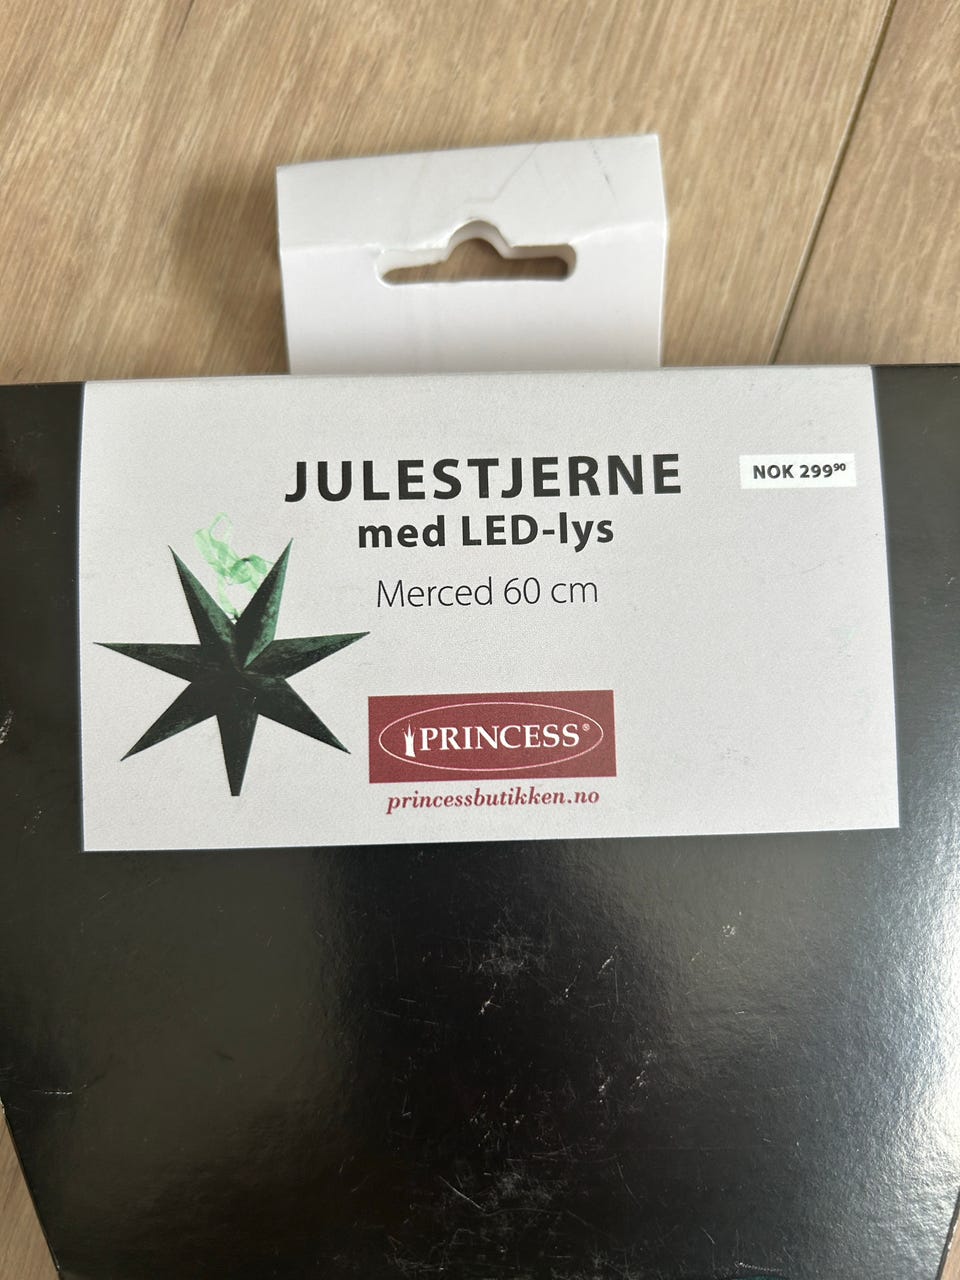 JULESTJERNE
NOK 299⁹⁰
med LED-lys
Merced 60 cm
PRINCESS®
princessbutikken.no